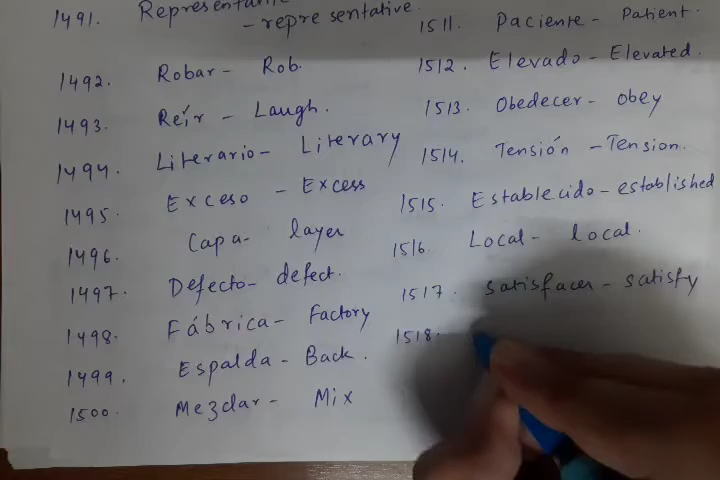 1491. Representante
- representative.
1492. Robar - Rob.
1493. Reír - Laugh.
1494. Literario - Literary
1495. Exceso - Excess
1496. Capa - layer
1497. Defecto - defect.
1498. Fábrica - Factory
1499. Espalda - Back.
1500. Mezclar - Mix
1511. Paciente - Patient.
1512. Elevado - Elevated.
1513. Obedecer - obey
1514. Tensión - Tension.
1515. Establecido - established
1516. Local - local.
1517. Satisfacer - satisfy
1518.